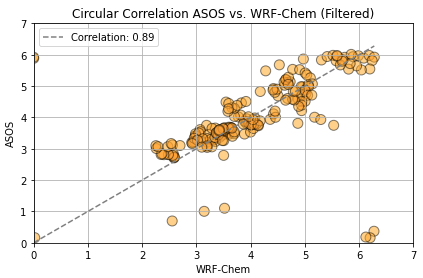 Circular Correlation ASOS vs. WRF-Chem (Filtered)
Correlation: 0.89
7
6
5
4
3
2
1
0
ASOS
0 1 2 3 4 5 6 7
WRF-Chem